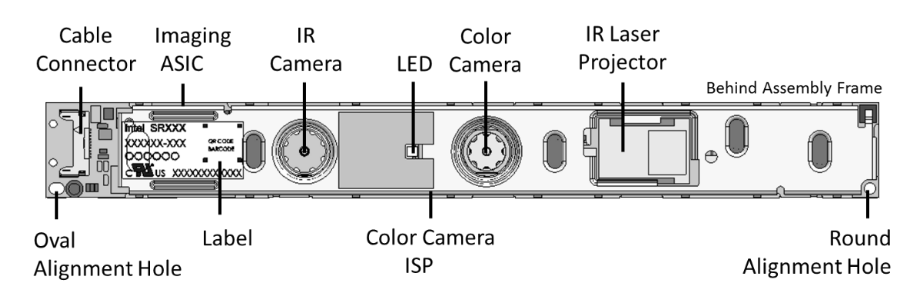 Cable
Connector
Imaging
ASIC
IR
Camera
LED
Color
Camera
IR Laser
Projector
Behind Assembly Frame
Intel SRXXX
XXXXXX-XXX
QR CODE
BARCODE
C US XXXXXXXXXXXX
Oval
Alignment Hole
Label
Color Camera
ISP
Round
Alignment Hole